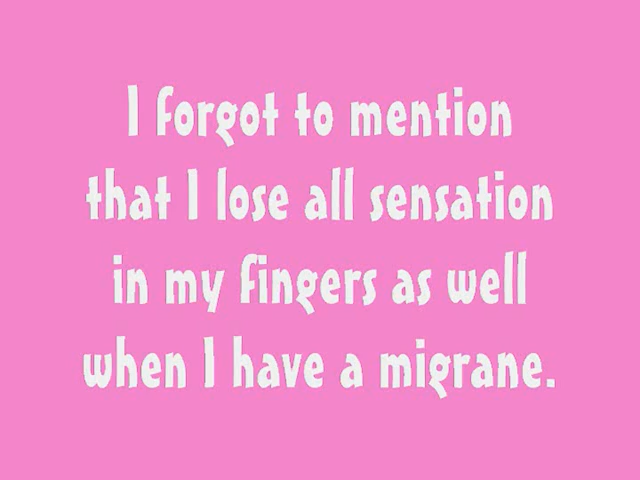 I forgot to mention
that I lose all sensation
in my fingers as well
when I have a migrane.